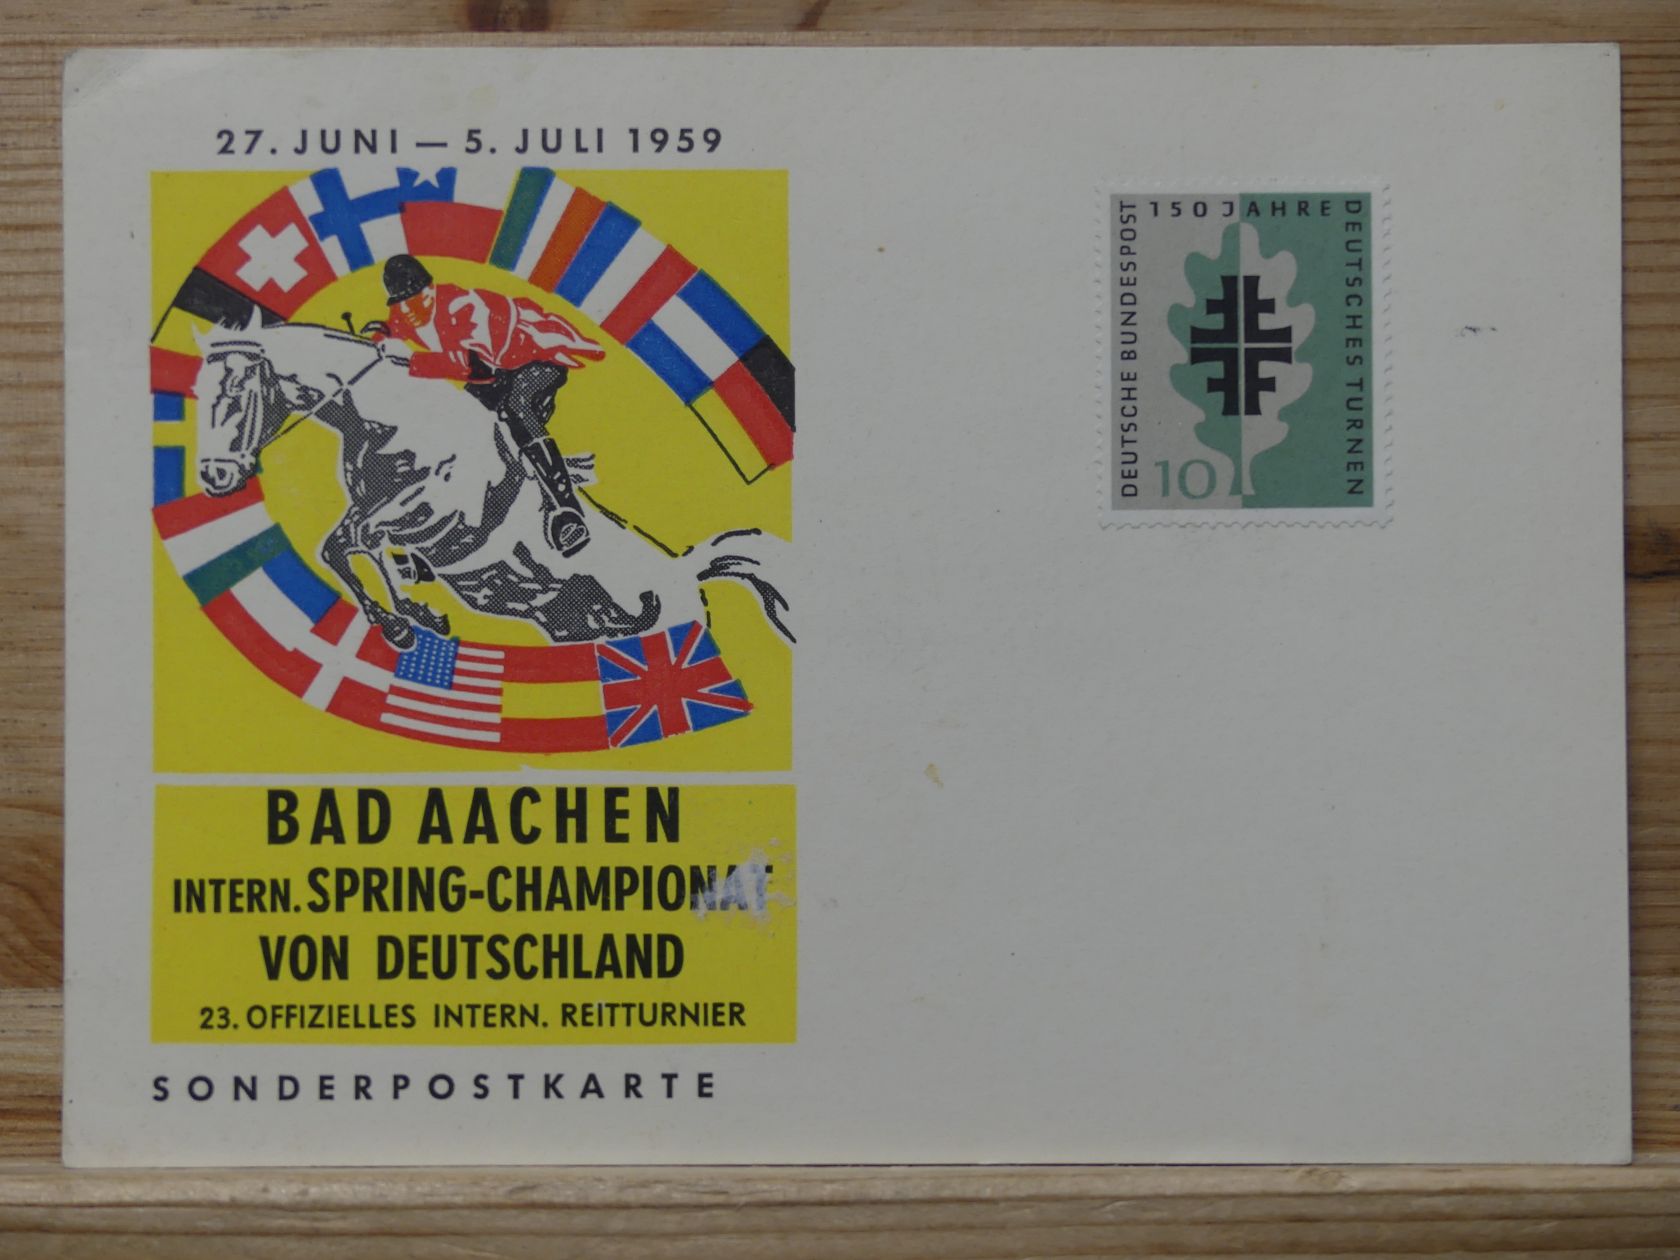 27. JUNI — 5. JULI 1959
BAD AACHEN
INTERN. SPRING-CHAMPIONAT
VON DEUTSCHLAND
23. OFFIZIELLES INTERN. REITTURNIER
SONDERPOSTKARTE
DEUTSCHE BUNDESPOST
150 JAHRE
DEUTSCHES TURNEN
10